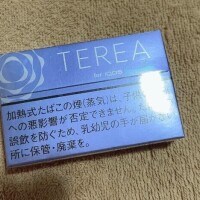 TEREA
for IQOS
加熱式たばこの煙(蒸気)は、子供
への悪影響が否定できません。
誤飲を防ぐため、乳幼児の手が届かな
所に保管・廃棄を。